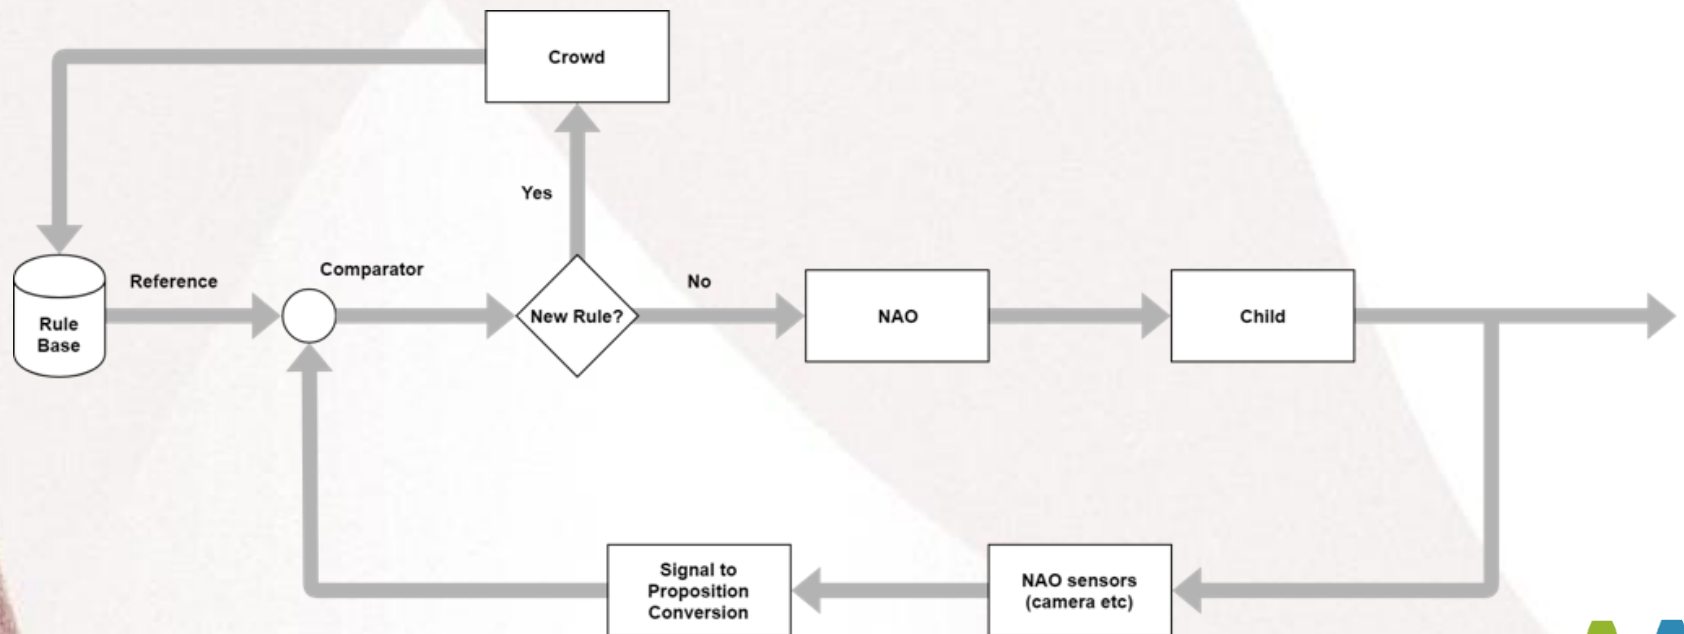 Crowd
Yes
Reference
Comparator
No
Rule
Base
New Rule?
NAO
Child
Signal to
Proposition
Conversion
NAO sensors
(camera etc)